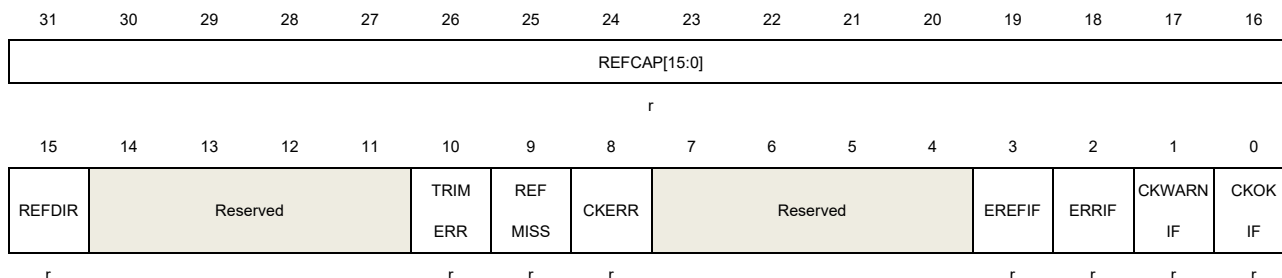 31 30 29 28 27 26 25 24 23 22 21 20 19 18 17 16
REFCAP[15:0]
r
15 14 13 12 11 10 9 8 7 6 5 4 3 2 1 0
REFDIR Reserved TRIM ERR REF MISS CKERR Reserved EREFIF ERRIF CKWARN IF CKOK IF
r r r r r r r r